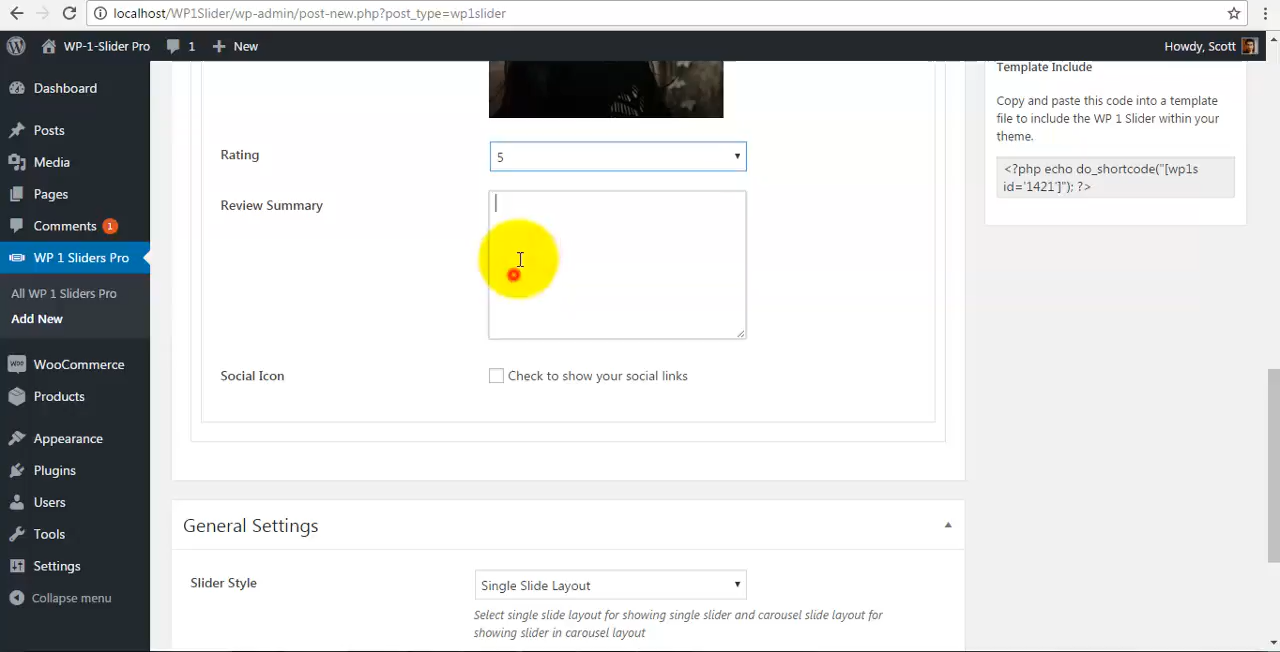 localhost/WP1Slider/wp-admin/post-new.php?post_type=wp1slider
WP-1-Slider Pro 1 New Howdy, Scott
Dashboard
Posts
Media
Pages
Comments 1
WP 1 Sliders Pro
All WP 1 Sliders Pro
Add New
WooCommerce
Products
Appearance
Plugins
Users
Tools
Settings
Collapse menu
Rating
5
Review Summary
Social Icon
Check to show your social links
General Settings
Slider Style
Single Slide Layout
Select single slide layout for showing single slider and carousel slide layout for
showing slider in carousel layout
Template Include
Copy and paste this code into a template
file to include the WP 1 Slider within your
theme.
<?php echo do_shortcode("[wp1s
id='1421']"); ?>